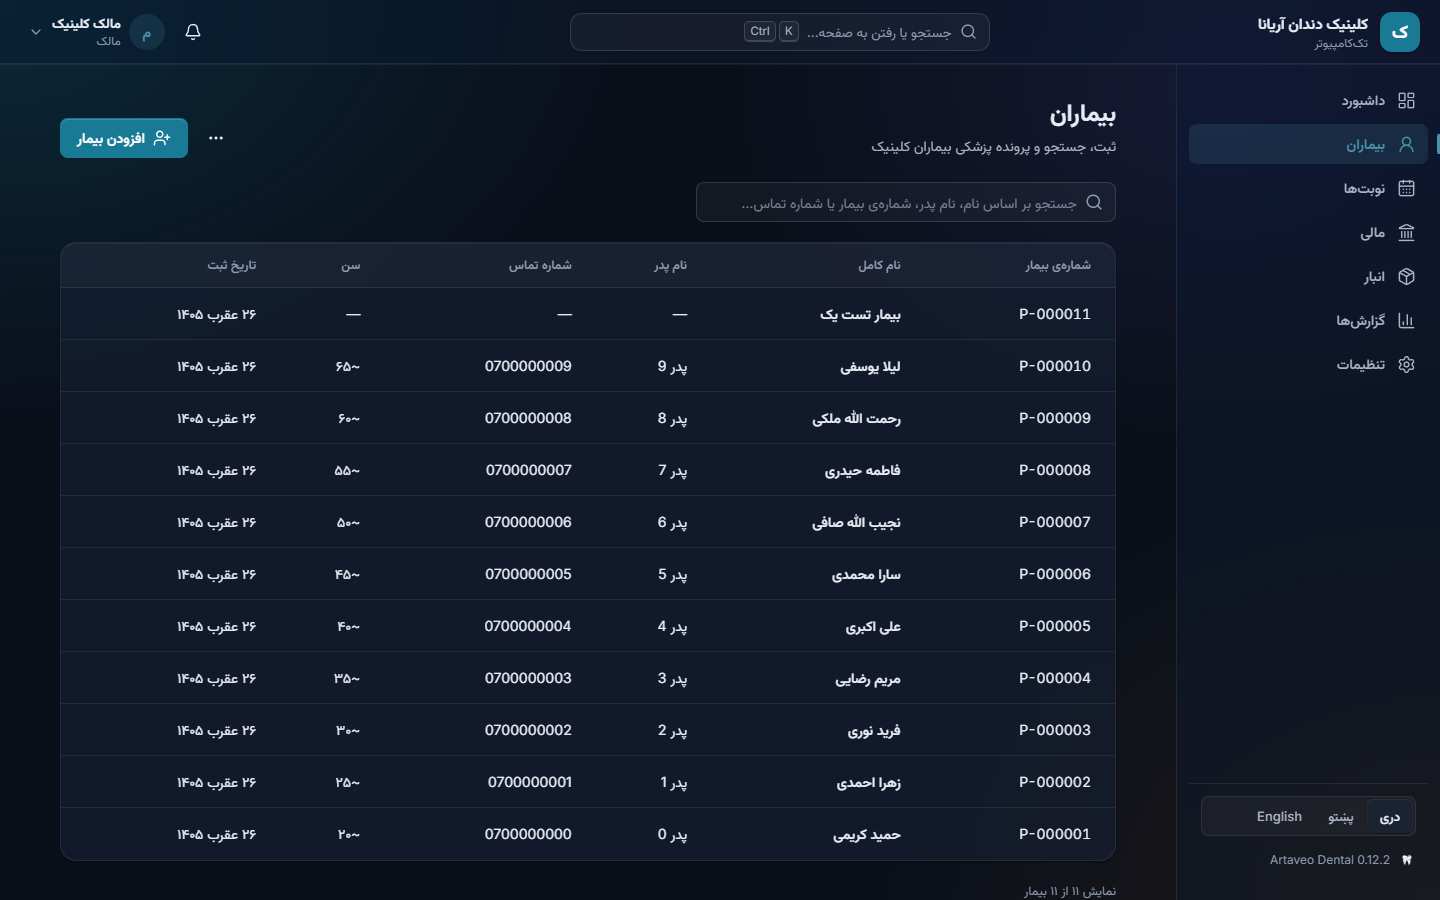 ک
کلینیک دندان آریانا
تک‌کامپیوتر
جستجو یا رفتن به صفحه...
Ctrl K
مالک کلینیک
مالک
م
داشبورد
بیماران
نوبت‌ها
مالی
انبار
گزارش‌ها
تنظیمات
بیماران
ثبت، جستجو و پرونده پزشکی بیماران کلینیک
افزودن بیمار
جستجو بر اساس نام، نام پدر، شماره‌ی بیمار یا شماره تماس...
شماره‌ی بیمار نام کامل نام پدر شماره تماس سن تاریخ ثبت
P-000011 بیمار تست یک — — — ۲۶ عقرب ۱۴۰۵
P-000010 لیلا یوسفی پدر 9 0700000009 ~۶۵ ۲۶ عقرب ۱۴۰۵
P-000009 رحمت الله ملکی پدر 8 0700000008 ~۶۰ ۲۶ عقرب ۱۴۰۵
P-000008 فاطمه حیدری پدر 7 0700000007 ~۵۵ ۲۶ عقرب ۱۴۰۵
P-000007 نجیب الله صافی پدر 6 0700000006 ~۵۰ ۲۶ عقرب ۱۴۰۵
P-000006 سارا محمدی پدر 5 0700000005 ~۴۵ ۲۶ عقرب ۱۴۰۵
P-000005 علی اکبری پدر 4 0700000004 ~۴۰ ۲۶ عقرب ۱۴۰۵
P-000004 مریم رضایی پدر 3 0700000003 ~۳۵ ۲۶ عقرب ۱۴۰۵
P-000003 فرید نوری پدر 2 0700000002 ~۳۰ ۲۶ عقرب ۱۴۰۵
P-000002 زهرا احمدی پدر 1 0700000001 ~۲۵ ۲۶ عقرب ۱۴۰۵
P-000001 حمید کریمی پدر 0 0700000000 ~۲۰ ۲۶ عقرب ۱۴۰۵
نمایش ۱۱ از ۱۱ بیمار
دری پښتو English
Artaveo Dental 0.12.2